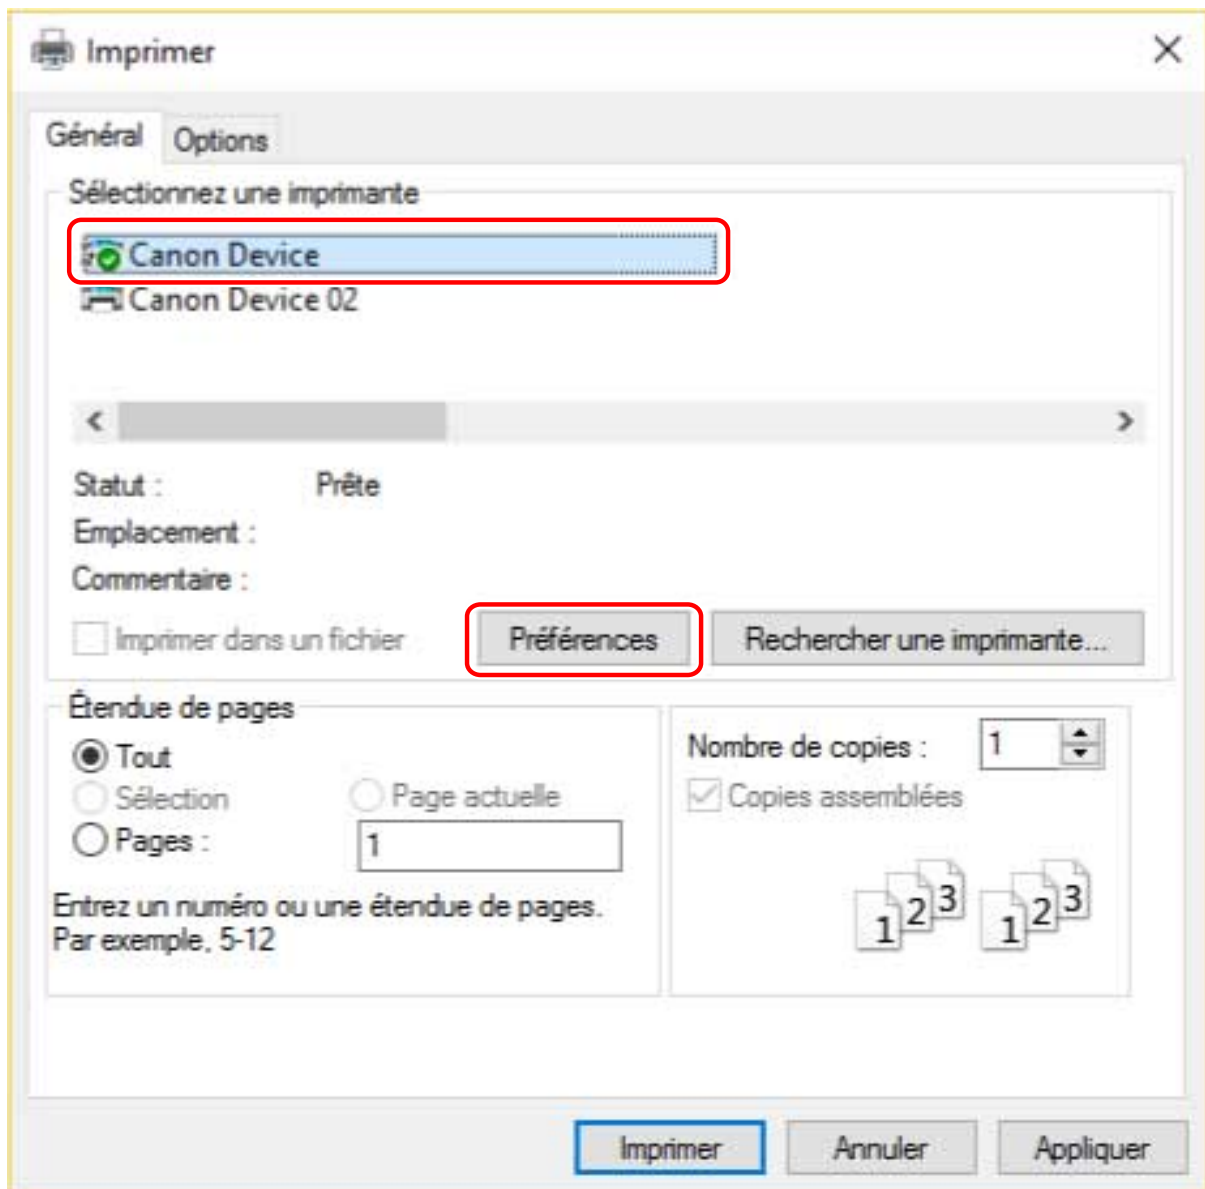 Imprimer
Général Options
Sélectionnez une imprimante
Canon Device
Canon Device 02
Statut : Prête
Emplacement :
Commentaire :
Imprimer dans un fichier Préférences Rechercher une imprimante...
Étendue de pages
Tout
Sélection Page actuelle
Pages : 1
Entrez un numéro ou une étendue de pages.
Par exemple, 5-12
Nombre de copies : 1
Copies assemblées
1 2 3 1 2 3
Imprimer Annuler Appliquer